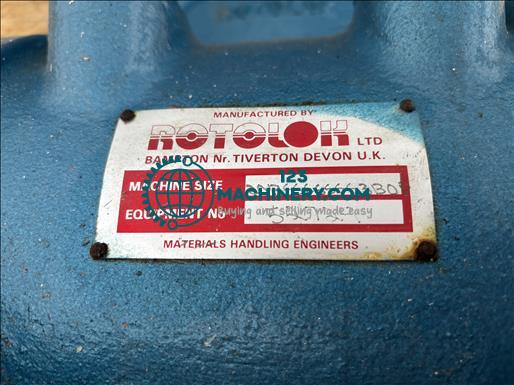 MANUFACTURED BY
ROTOLOK LTD
BAMPTON Nr. TIVERTON DEVON U.K.
MACHINE SIZE
EQUIPMENT No.
MATERIALS HANDLING ENGINEERS
125
MACHINERY.COM
Buying and selling made easy